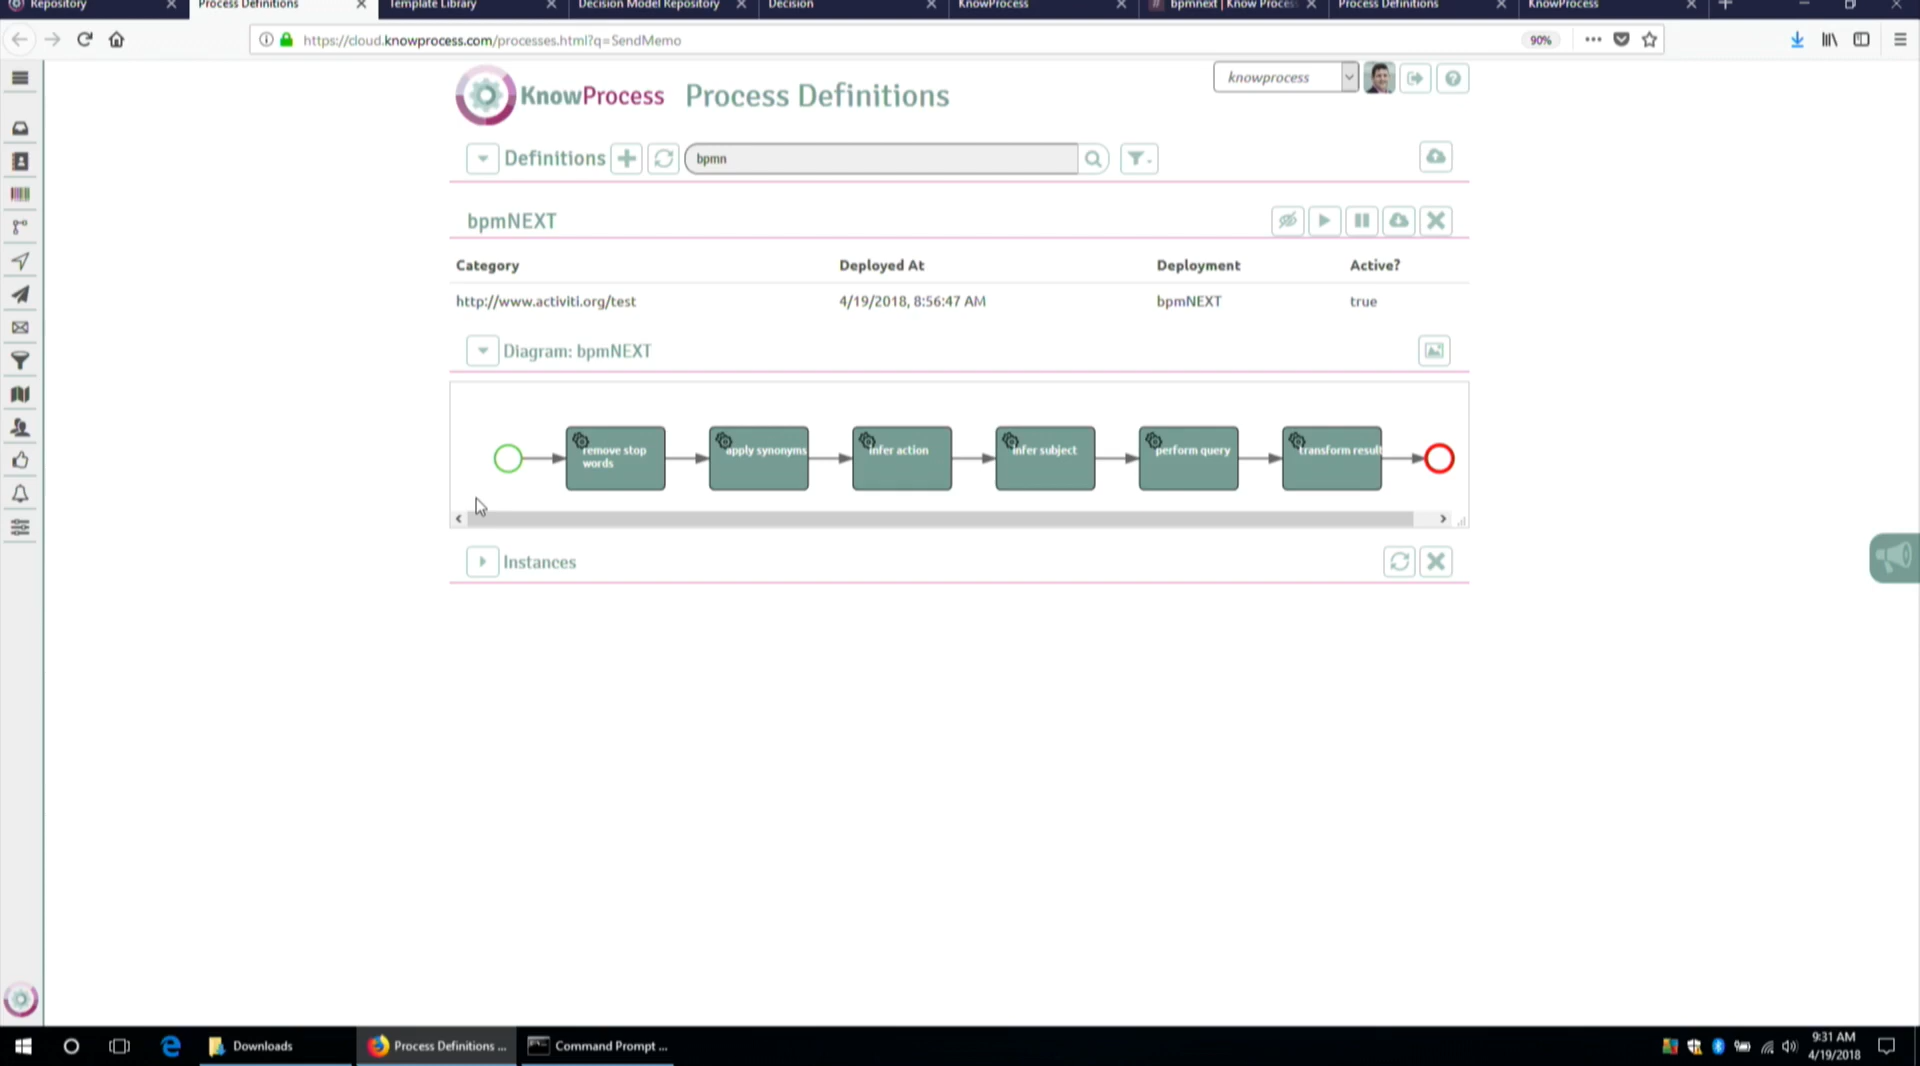 Repository
Process Definitions
Template Library
Decision Model Repository
Decision
KnowProcess
bpmnext | Know Proces
Process Definitions
KnowProcess
https://cloud.knowprocess.com/processes.html?q=SendMemo
90%
KnowProcess
Process Definitions
knowprocess
Definitions
bpmn
bpmNEXT
Category
Deployed At
Deployment
Active?
http://www.activiti.org/test
4/19/2018, 8:56:47 AM
bpmNEXT
true
Diagram: bpmNEXT
remove stop
words
apply synonyms
infer action
infer subject
perform query
transform result
Instances
Downloads
Process Definitions ...
Command Prompt ...
9:31 AM
4/19/2018